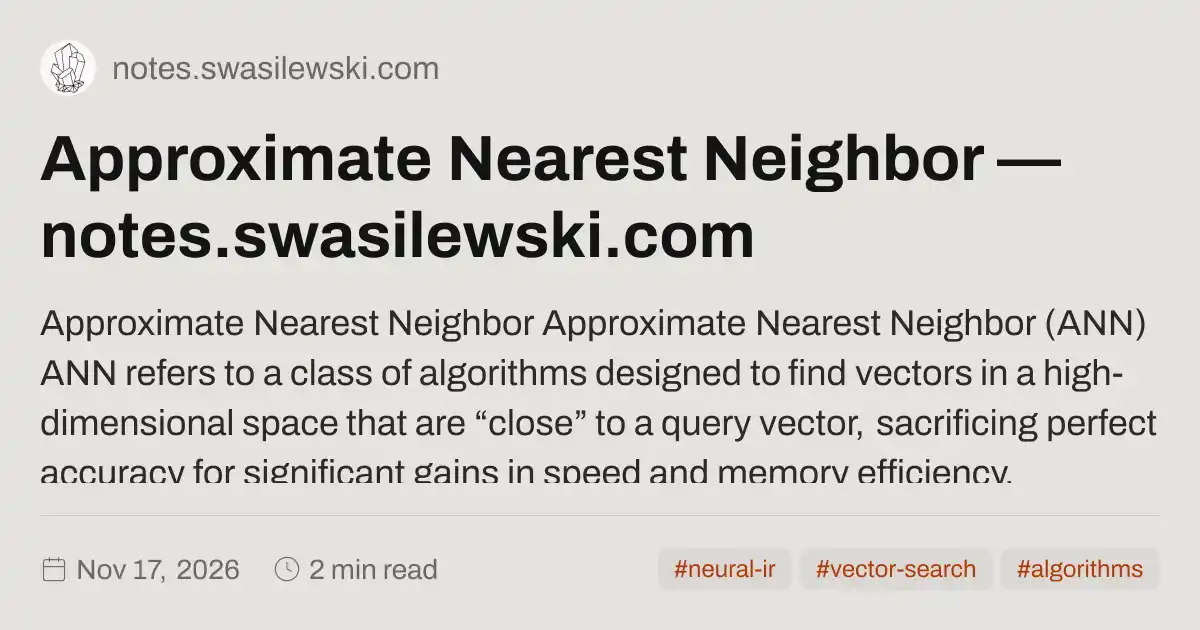 notes.swasilewski.com
Approximate Nearest Neighbor —
notes.swasilewski.com
Approximate Nearest Neighbor Approximate Nearest Neighbor (ANN)
ANN refers to a class of algorithms designed to find vectors in a high-
dimensional space that are “close” to a query vector, sacrificing perfect
accuracy for significant gains in speed and memory efficiency.
Nov 17, 2026 2 min read #neural-ir #vector-search #algorithms